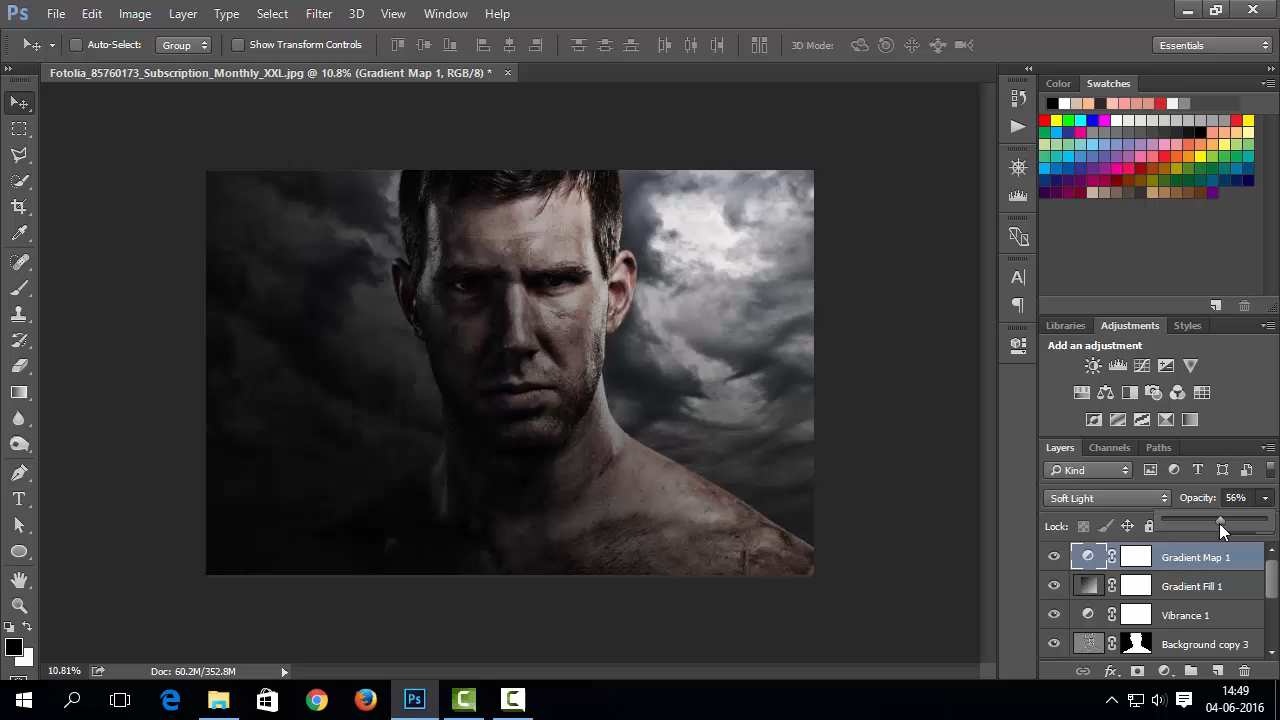 Ps File Edit Image Layer Type Select Filter 3D View Window Help
Auto-Select: Group Show Transform Controls 3D Mode: Essentials
Fotolia_85760173_Subscription_Monthly_XXL.jpg @ 10.8% (Gradient Map 1, RGB/8) *
Color Swatches
Libraries Adjustments Styles
Add an adjustment
Layers Channels Paths
Kind
Soft Light Opacity: 56%
Lock:
Gradient Map 1
Gradient Fill 1
Vibrance 1
Background copy 3
10.81% Doc: 60.2M/352.8M
14:49
04-06-2016